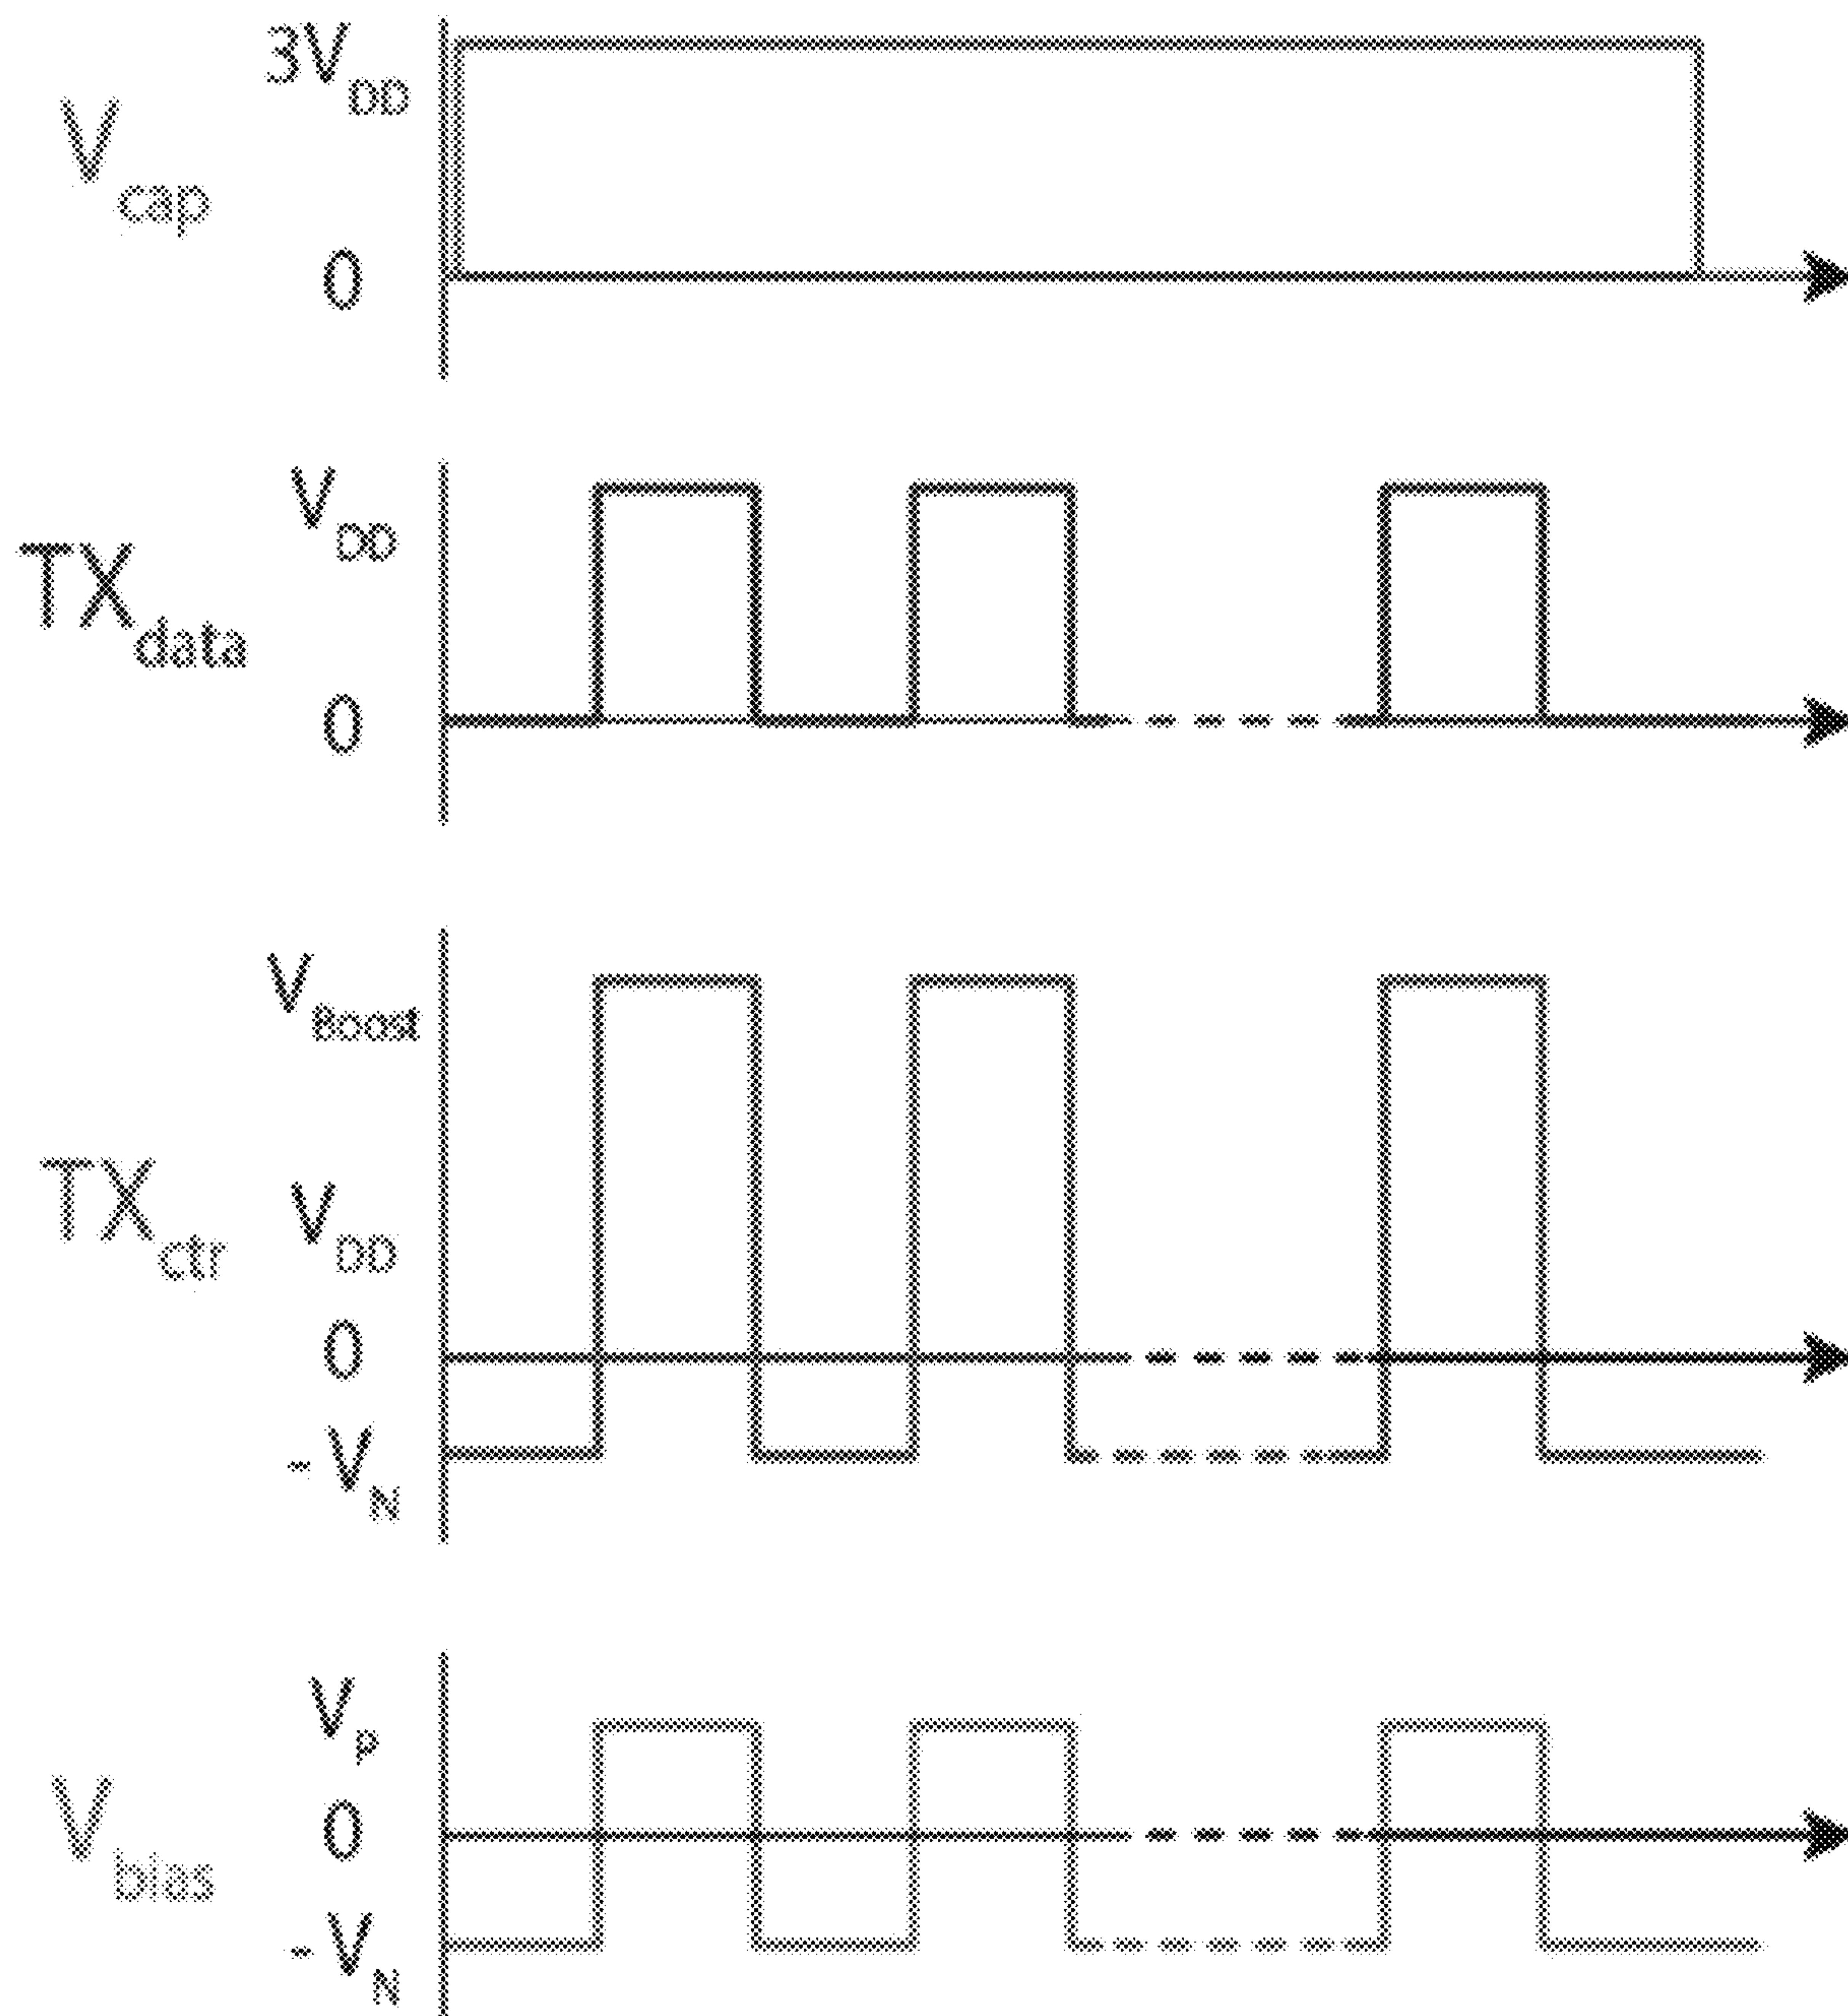 3V_DD
V_cap
0
V_DD
TX_data
0
V_Boost
TX_ctr
V_DD
0
-V_N
V_P
V_bias
0
-V_N